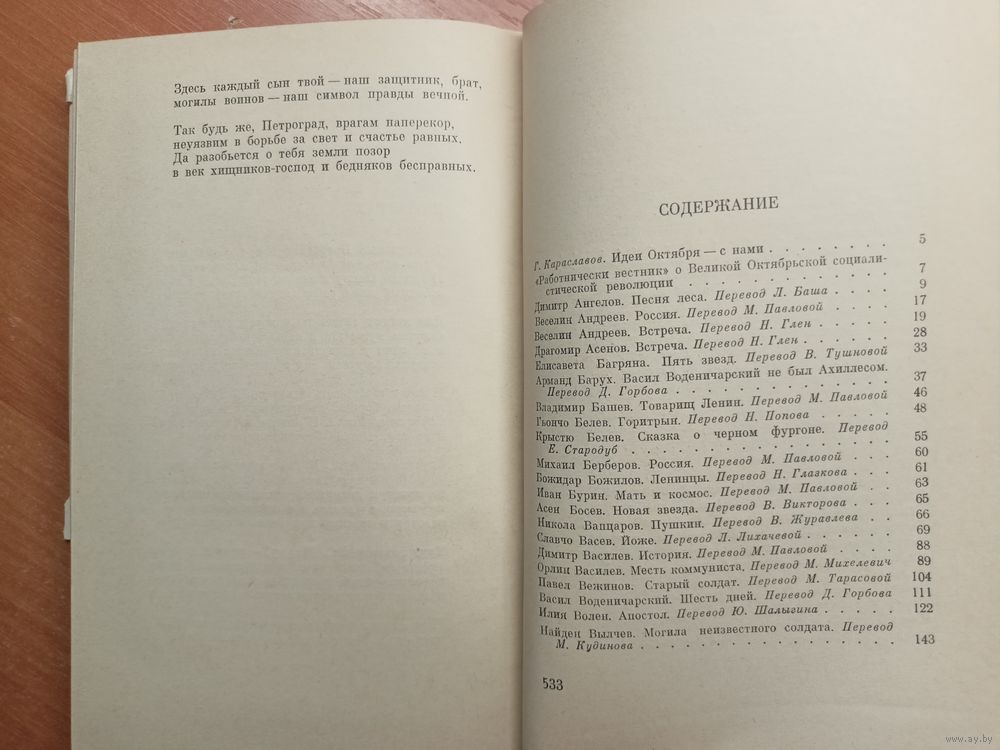 Здесь каждый сын твой — наш защитник, брат,
могилы воинов — наш символ правды вечной.
Так будь же, Петроград, врагам наперекор,
неуязвим в борьбе за свет и счастье равных.
Да разобьется о тебя земли позор
в век хищников-господ и бедняков бесправных.
СОДЕРЖАНИЕ
Г. Караславов. Идеи Октября — с нами . . . . . . . . 5
«Работнически вестник» о Великой Октябрьской социали-
стической революции . . . . . . . . . . . . . 7
Димитр Ангелов. Песня леса. Перевод Л. Баша . . . . 9
Веселин Андреев. Россия. Перевод М. Павловой . . . . 17
Веселин Андреев. Встреча. Перевод Н. Глен . . . . . 19
Драгомир Асенов. Встреча. Перевод Н. Глен . . . . . 28
Елисавета Багряна. Пять звезд. Перевод В. Тушновой 33
Арманд Барух. Васил Воденичарский не был Ахиллесом.
Перевод Д. Горбова . . . . . . . . . . . . . 37
Владимир Башев. Товарищ Ленин. Перевод М. Павловой 46
Гьончо Белев. Горитрын. Перевод Н. Попова . . . . . 48
Крыстю Белев. Сказка о черном фургоне. Перевод
Е. Стародуб . . . . . . . . . . . . . . . . 55
Михаил Берберов. Россия. Перевод М. Павловой . . . . 60
Божидар Божилов. Ленинцы. Перевод Н. Глазкова . . . 61
Иван Бурин. Мать и космос. Перевод М. Павловой . . . 63
Асен Босев. Новая звезда. Перевод В. Викторова . . . 65
Никола Вапцаров. Пушкин. Перевод В. Журавлева . . 66
Славчо Васев. Йоже. Перевод Л. Лихачевой . . . . . 69
Димитр Василев. История. Перевод М. Павловой . . . . 88
Орлин Василев. Месть коммуниста. Перевод М. Михелевич 89
Павел Вежинов. Старый солдат. Перевод М. Тарасовой 104
Васил Воденичарский. Шесть дней. Перевод Д. Горбова 111
Илия Волен. Апостол. Перевод Ю. Шалыгина . . . . . 122
Найден Вылчев. Могила неизвестного солдата. Перевод
М. Кудинова . . . . . . . . . . . . . . . . 143
533
www.ay.by